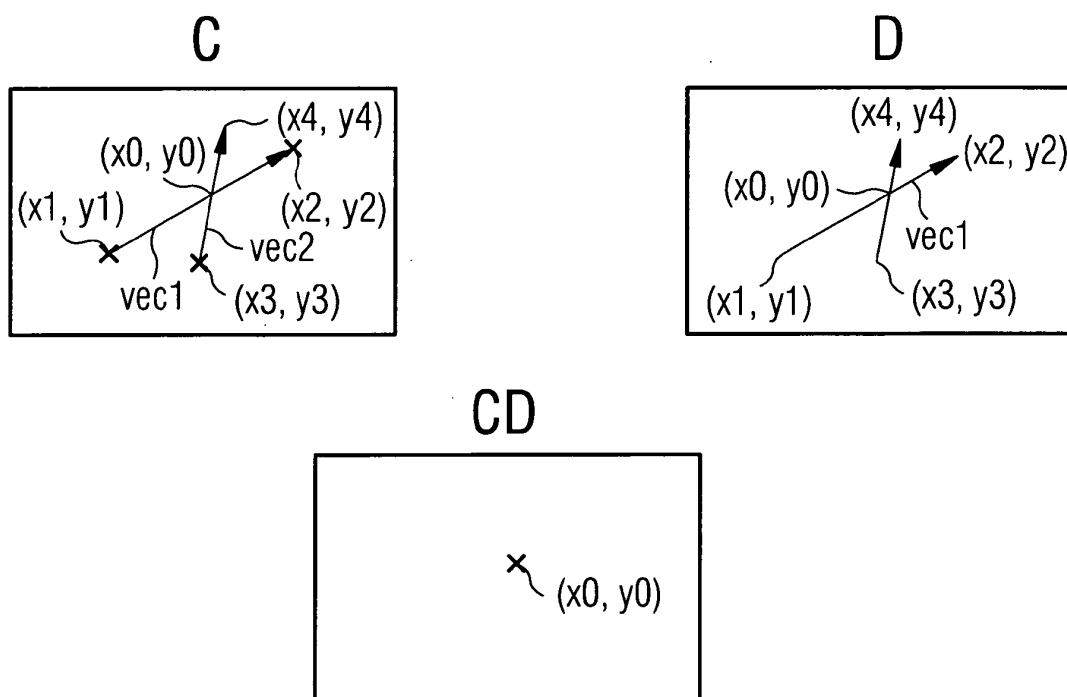 C
(x4, y4)
(x0, y0)
(x1, y1)
(x2, y2)
vec2
vec1
(x3, y3)
D
(x4, y4)
(x2, y2)
(x0, y0)
vec1
(x1, y1)
(x3, y3)
CD
(x0, y0)